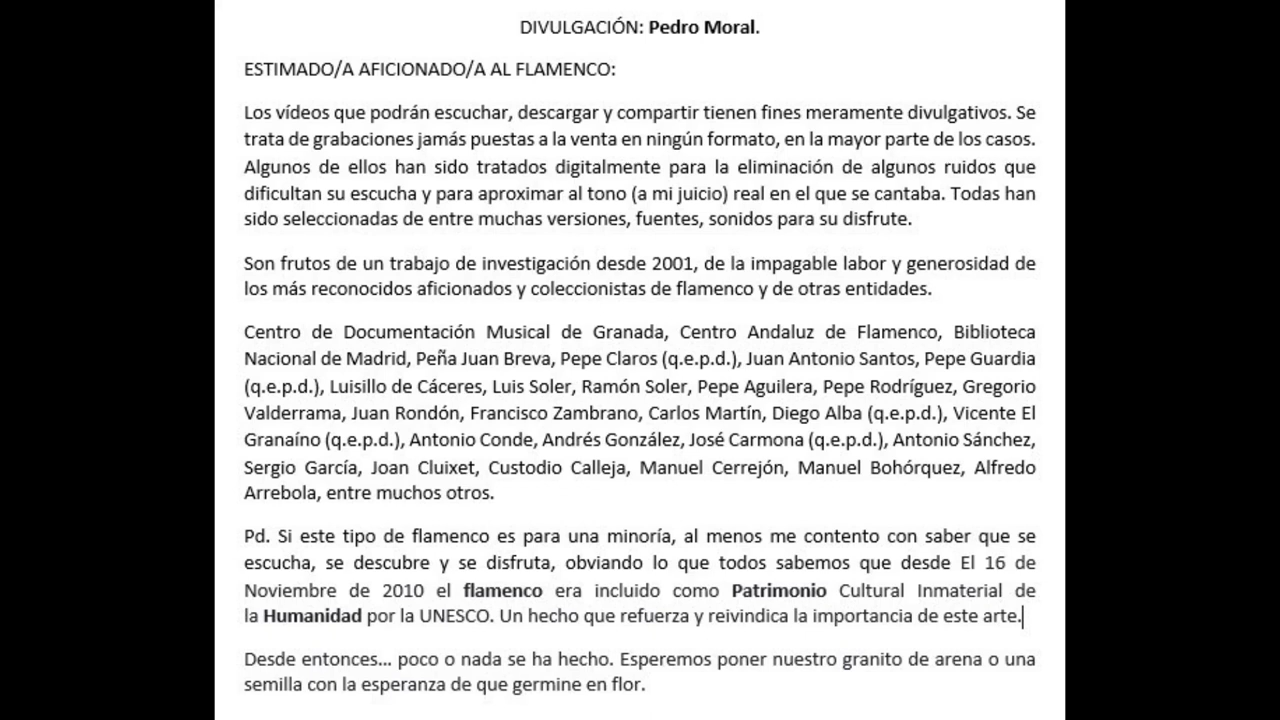 DIVULGACIÓN: Pedro Moral.
ESTIMADO/A AFICIONADO/A AL FLAMENCO:
Los vídeos que podrán escuchar, descargar y compartir tienen fines meramente divulgativos. Se
trata de grabaciones jamás puestas a la venta en ningún formato, en la mayor parte de los casos.
Algunos de ellos han sido tratados digitalmente para la eliminación de algunos ruidos que
dificultan su escucha y para aproximar al tono (a mi juicio) real en el que se cantaba. Todas han
sido seleccionadas de entre muchas versiones, fuentes, sonidos para su disfrute.
Son frutos de un trabajo de investigación desde 2001, de la impagable labor y generosidad de
los más reconocidos aficionados y coleccionistas de flamenco y de otras entidades.
Centro de Documentación Musical de Granada, Centro Andaluz de Flamenco, Biblioteca
Nacional de Madrid, Peña Juan Breva, Pepe Claros (q.e.p.d.), Juan Antonio Santos, Pepe Guardia
(q.e.p.d.), Luisillo de Cáceres, Luis Soler, Ramón Soler, Pepe Aguilera, Pepe Rodríguez, Gregorio
Valderrama, Juan Rondón, Francisco Zambrano, Carlos Martín, Diego Alba (q.e.p.d.), Vicente El
Granaíno (q.e.p.d.), Antonio Conde, Andrés González, José Carmona (q.e.p.d.), Antonio Sánchez,
Sergio García, Joan Cluixet, Custodio Calleja, Manuel Cerrejón, Manuel Bohórquez, Alfredo
Arrebola, entre muchos otros.
Pd. Si este tipo de flamenco es para una minoría, al menos me contento con saber que se
escucha, se descubre y se disfruta, obviando lo que todos sabemos que desde El 16 de
Noviembre de 2010 el flamenco era incluido como Patrimonio Cultural Inmaterial de
la Humanidad por la UNESCO. Un hecho que refuerza y reivindica la importancia de este arte.
Desde entonces... poco o nada se ha hecho. Esperemos poner nuestro granito de arena o una
semilla con la esperanza de que germine en flor.